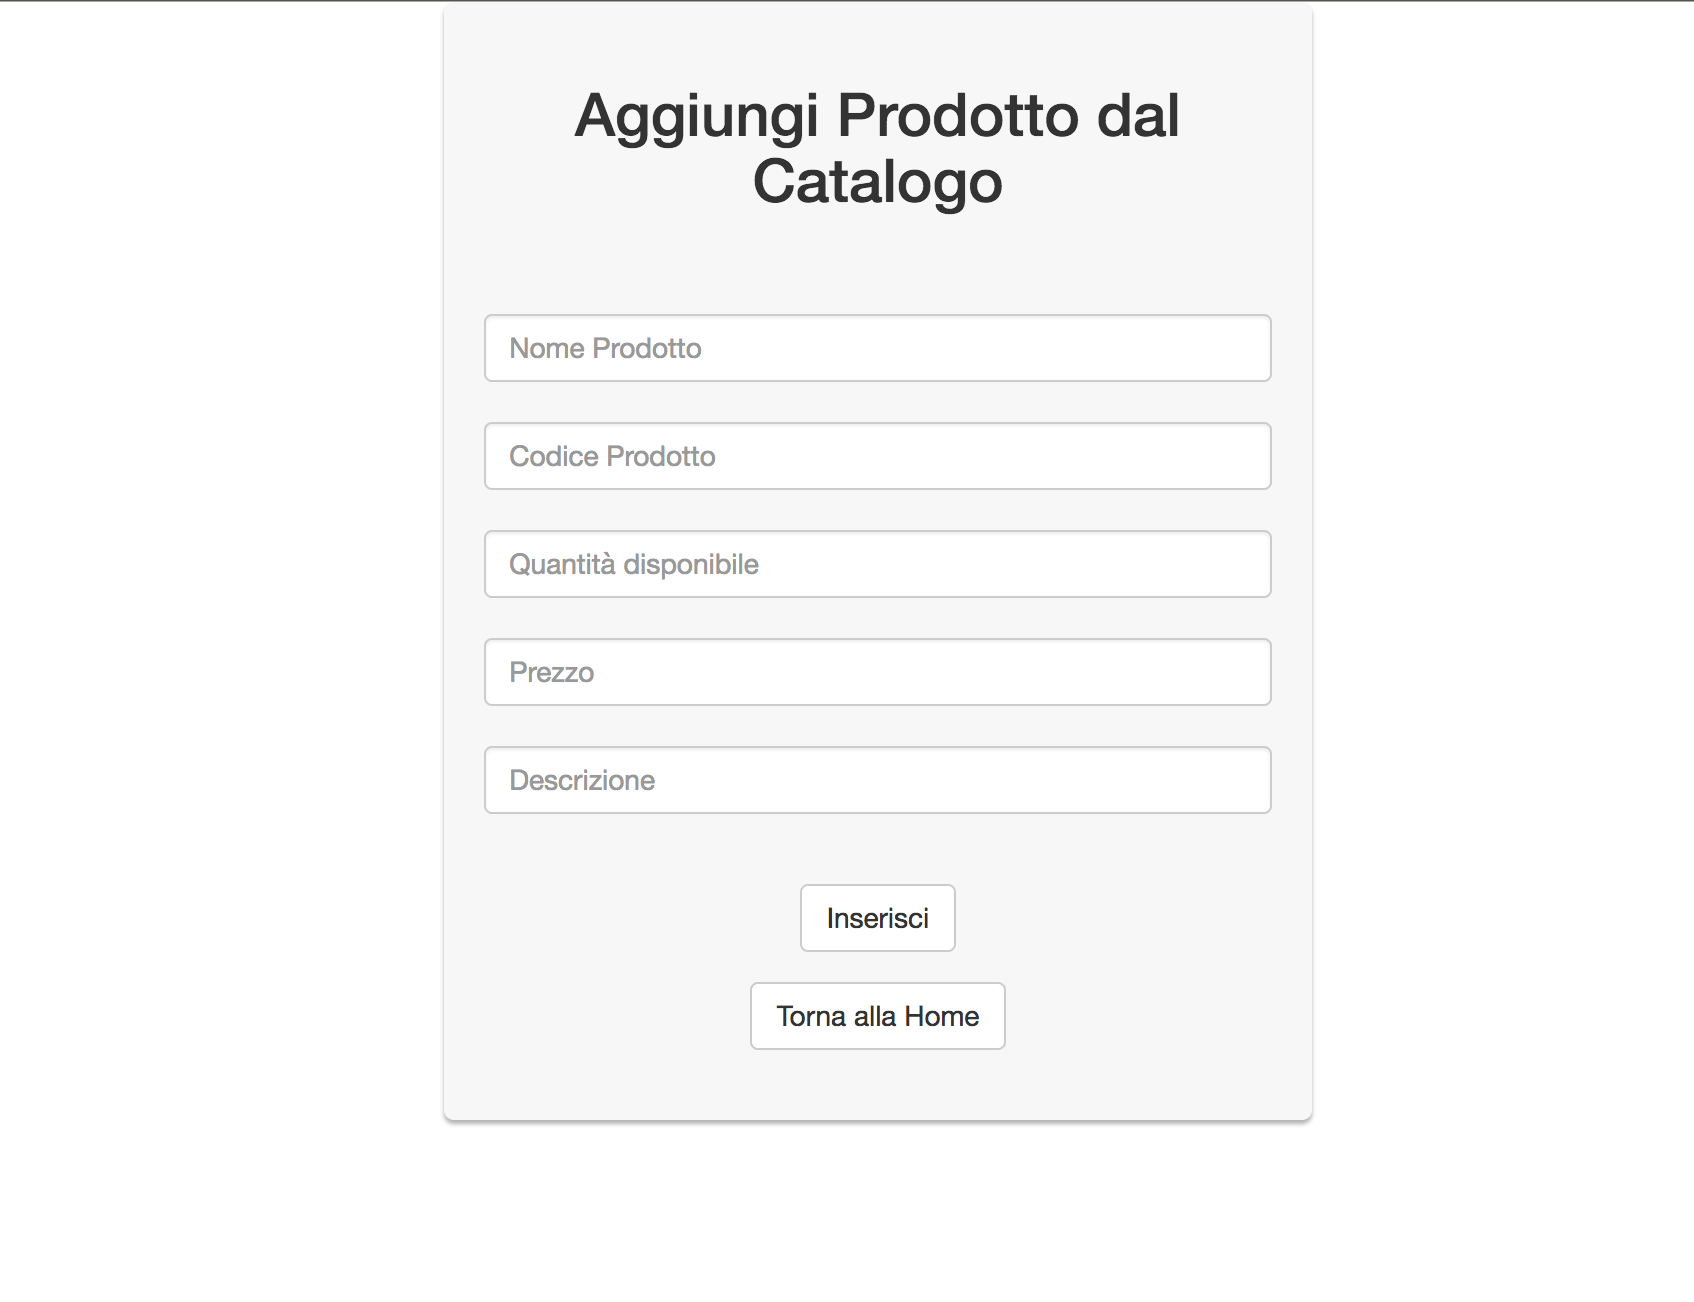 Aggiungi Prodotto dal
Catalogo
Nome Prodotto
Codice Prodotto
Quantità disponibile
Prezzo
Descrizione
Inserisci
Torna alla Home